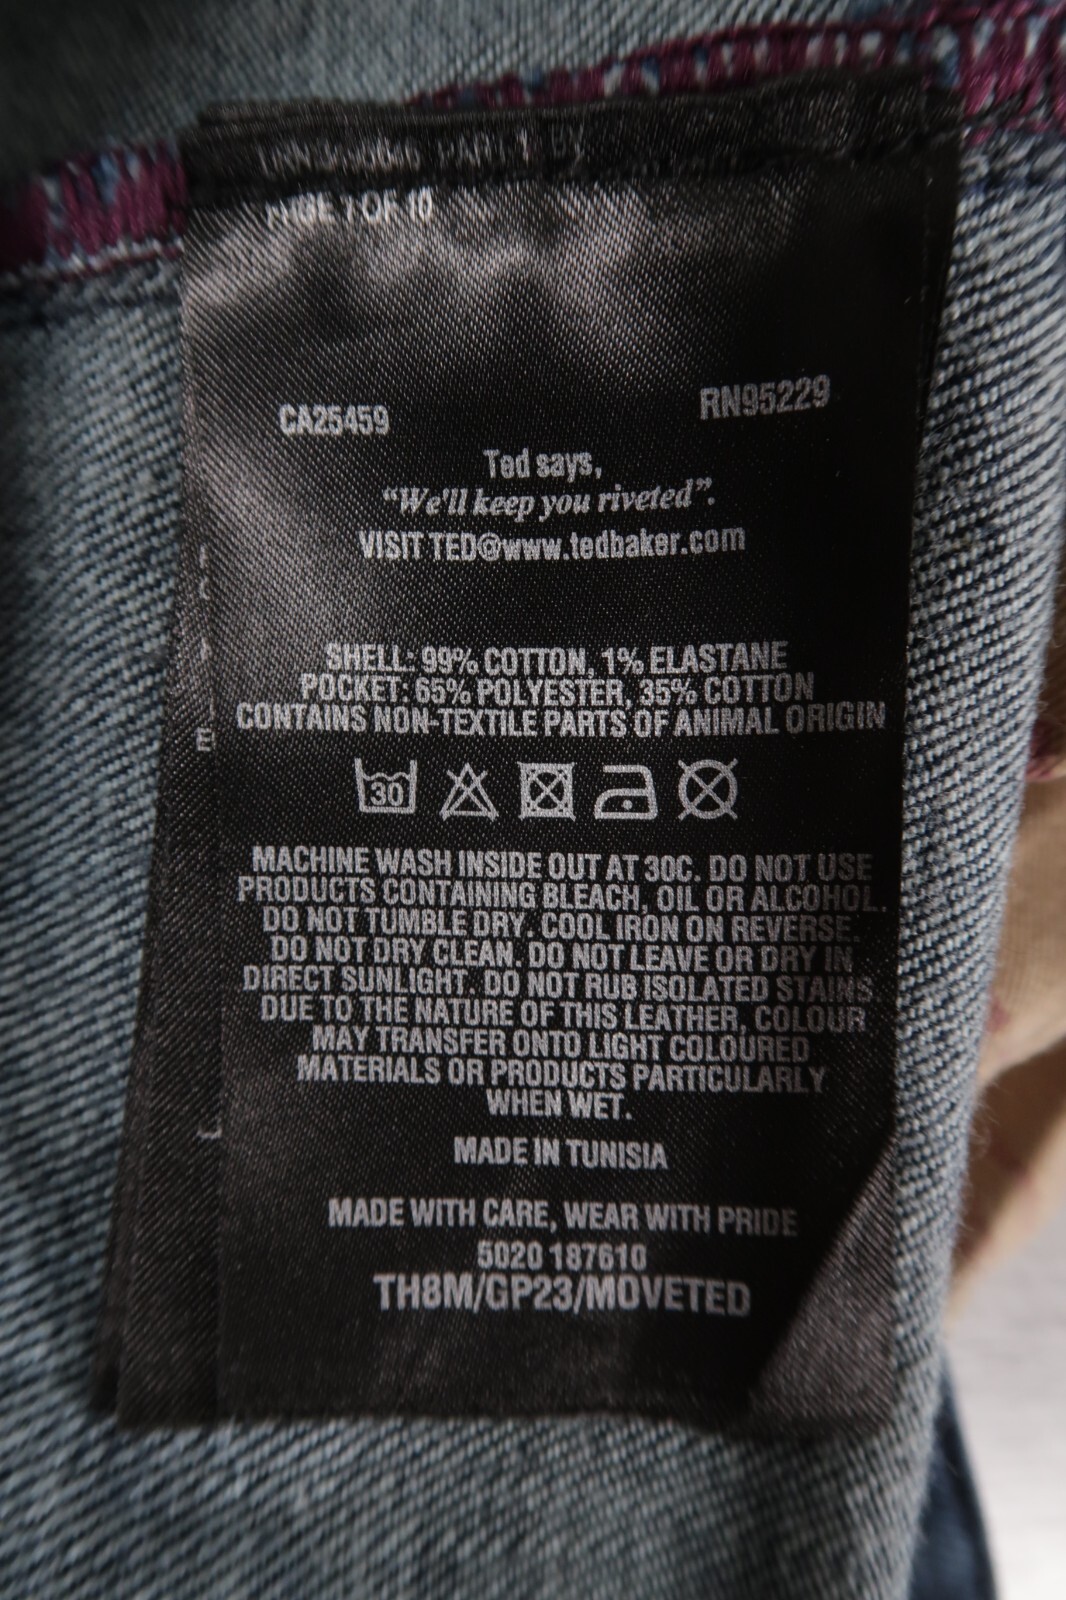 PAGE 1 OF 10
CA25459
RN95229
Ted says,
“We'll keep you riveted”.
VISIT TED@www.tedbaker.com
SHELL: 99% COTTON, 1% ELASTANE
POCKET: 65% POLYESTER, 35% COTTON
CONTAINS NON-TEXTILE PARTS OF ANIMAL ORIGIN
E
30
MACHINE WASH INSIDE OUT AT 30C. DO NOT USE
PRODUCTS CONTAINING BLEACH, OIL OR ALCOHOL.
DO NOT TUMBLE DRY. COOL IRON ON REVERSE.
DO NOT DRY CLEAN. DO NOT LEAVE OR DRY IN
DIRECT SUNLIGHT. DO NOT RUB ISOLATED STAINS.
DUE TO THE NATURE OF THIS LEATHER, COLOUR
MAY TRANSFER ONTO LIGHT COLOURED
MATERIALS OR PRODUCTS PARTICULARLY
WHEN WET.
MADE IN TUNISIA
MADE WITH CARE, WEAR WITH PRIDE
5020 187610
TH8M/GP23/MOVETED